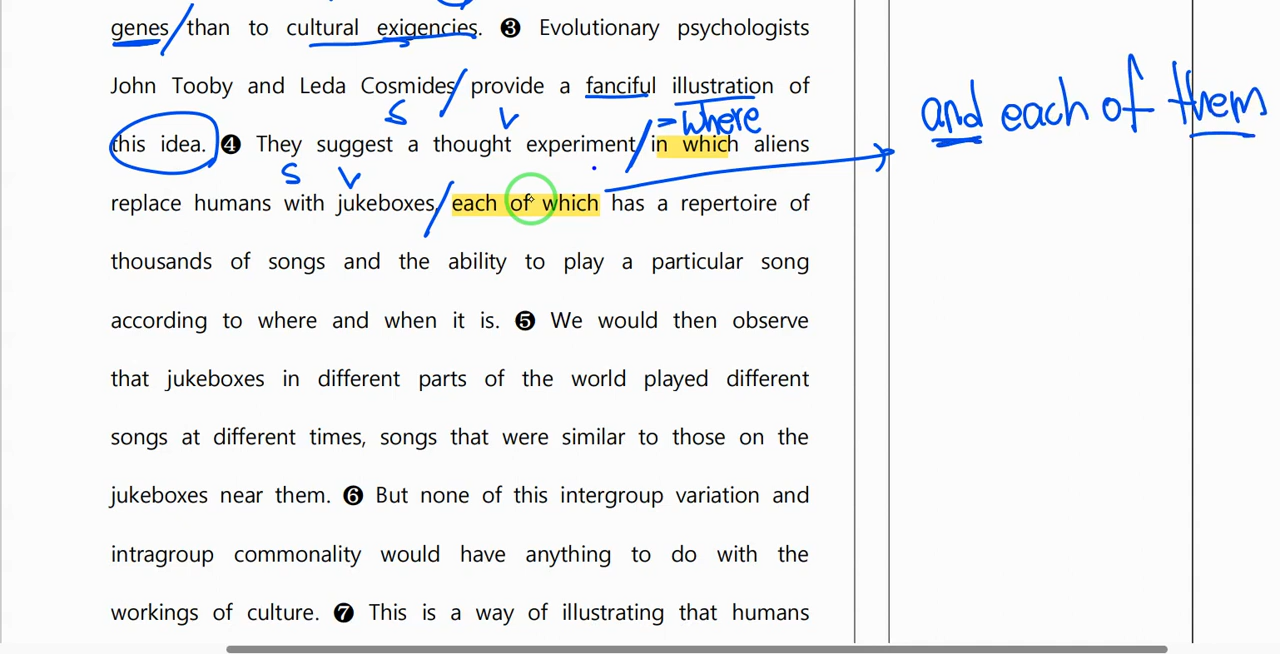 genes than to cultural exigencies. ❸ Evolutionary psychologists
John Tooby and Leda Cosmides provide a fanciful illustration of
S V =where and each of them
this idea. ❹ They suggest a thought experiment in which aliens
S V
replace humans with jukeboxes, each of which has a repertoire of
thousands of songs and the ability to play a particular song
according to where and when it is. ❺ We would then observe
that jukeboxes in different parts of the world played different
songs at different times, songs that were similar to those on the
jukeboxes near them. ❻ But none of this intergroup variation and
intragroup commonality would have anything to do with the
workings of culture. ❼ This is a way of illustrating that humans